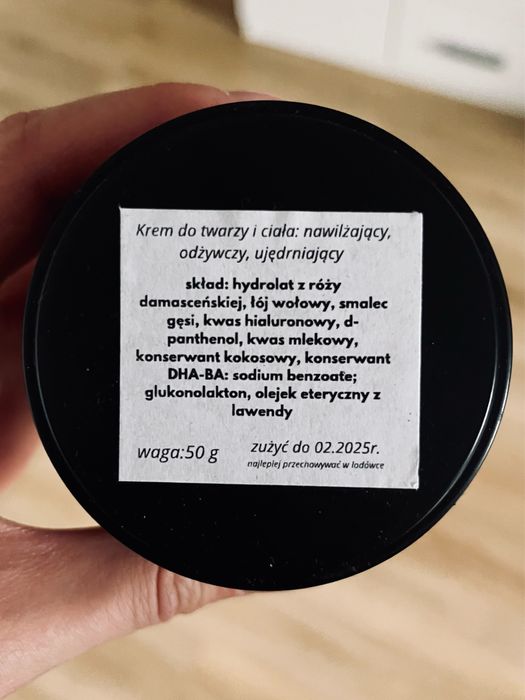 Krem do twarzy i ciała: nawilżający,
odżywczy, ujędrniający
skład: hydrolat z róży
damasceńskiej, łój wołowy, smalec
gęsi, kwas hialuronowy, d-
panthenol, kwas mlekowy,
konserwant kokosowy, konserwant
DHA-BA: sodium benzoate;
glukonolakton, olejek eteryczny z
lawendy
waga:50 g
zużyć do 02.2025r.
najlepiej przechowywać w lodówce